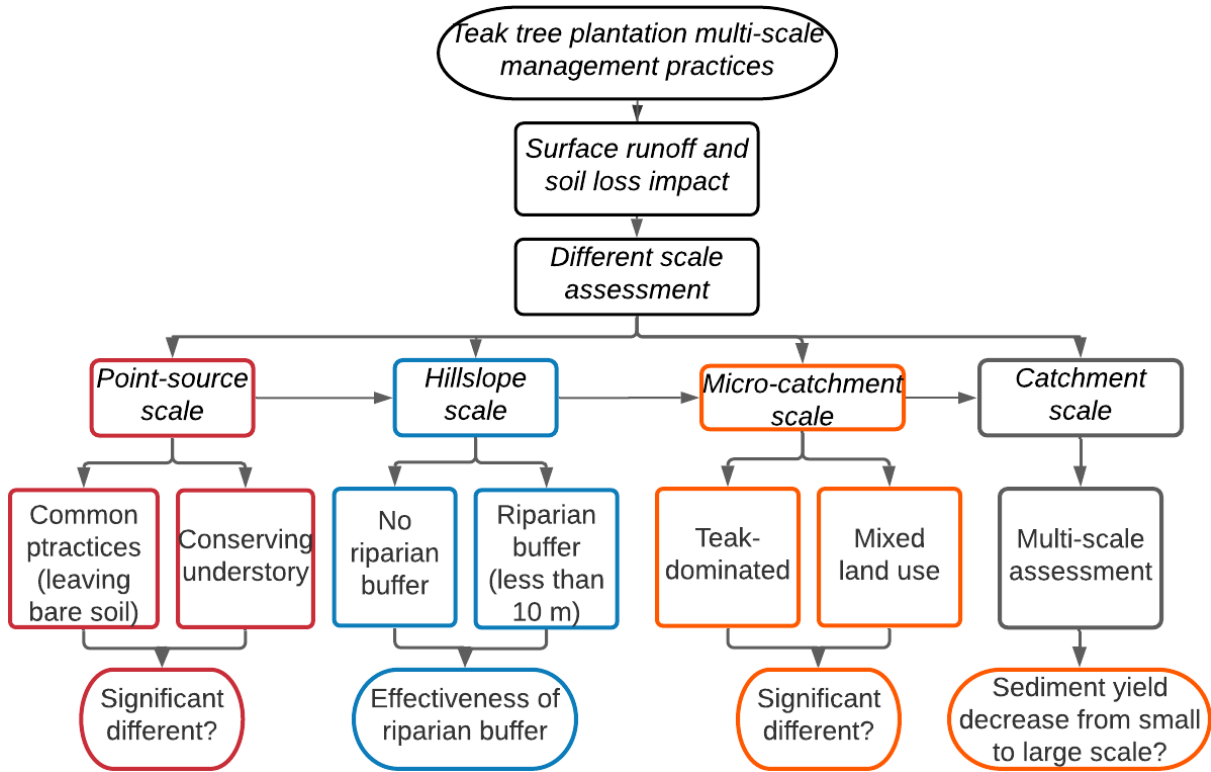 Teak tree plantation multi-scale
management practices
Surface runoff and
soil loss impact
Different scale
assessment
Point-source
scale
Hillslope
scale
Micro-catchment
scale
Catchment
scale
Common
ptractices
(leaving
bare soil)
Conserving
understory
No
riparian
buffer
Riparian
buffer
(less than
10 m)
Teak-
dominated
Mixed
land use
Multi-scale
assessment
Significant
different?
Effectiveness of
riparian buffer
Significant
different?
Sediment yield
decrease from small
to large scale?